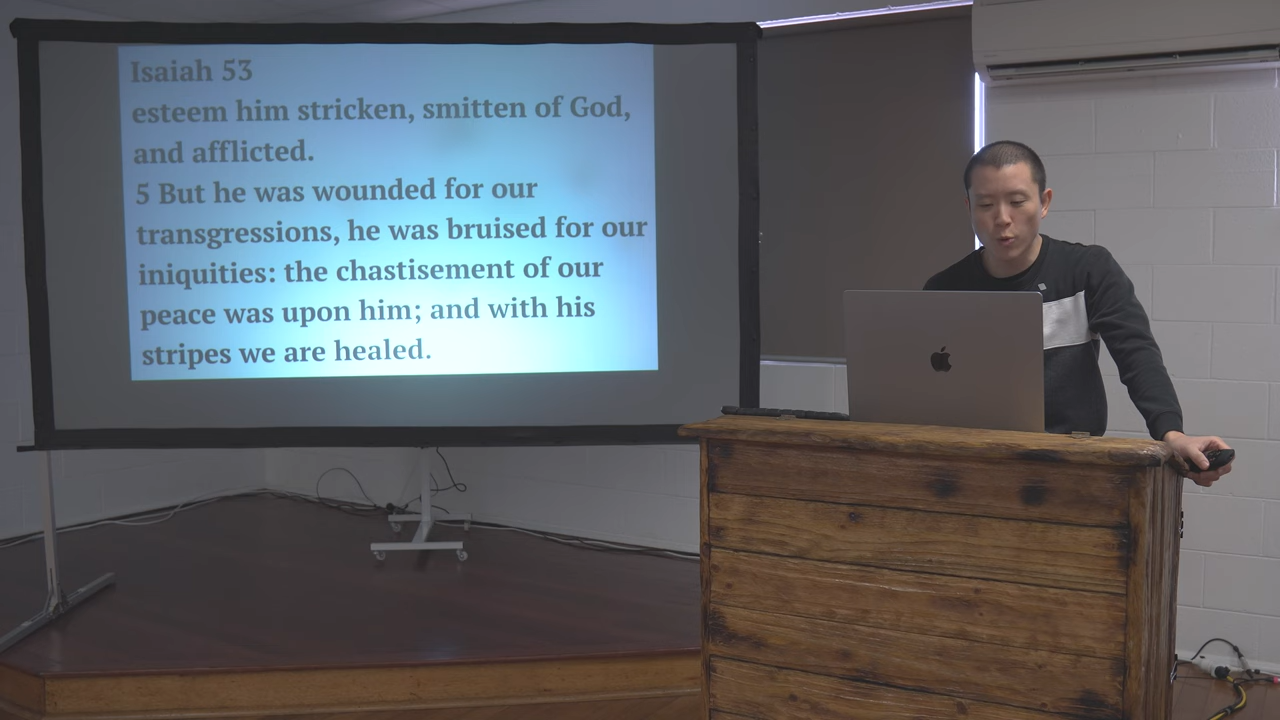 Isaiah 53
esteem him stricken, smitten of God,
and afflicted.
5 But he was wounded for our
transgressions, he was bruised for our
iniquities: the chastisement of our
peace was upon him; and with his
stripes we are healed.